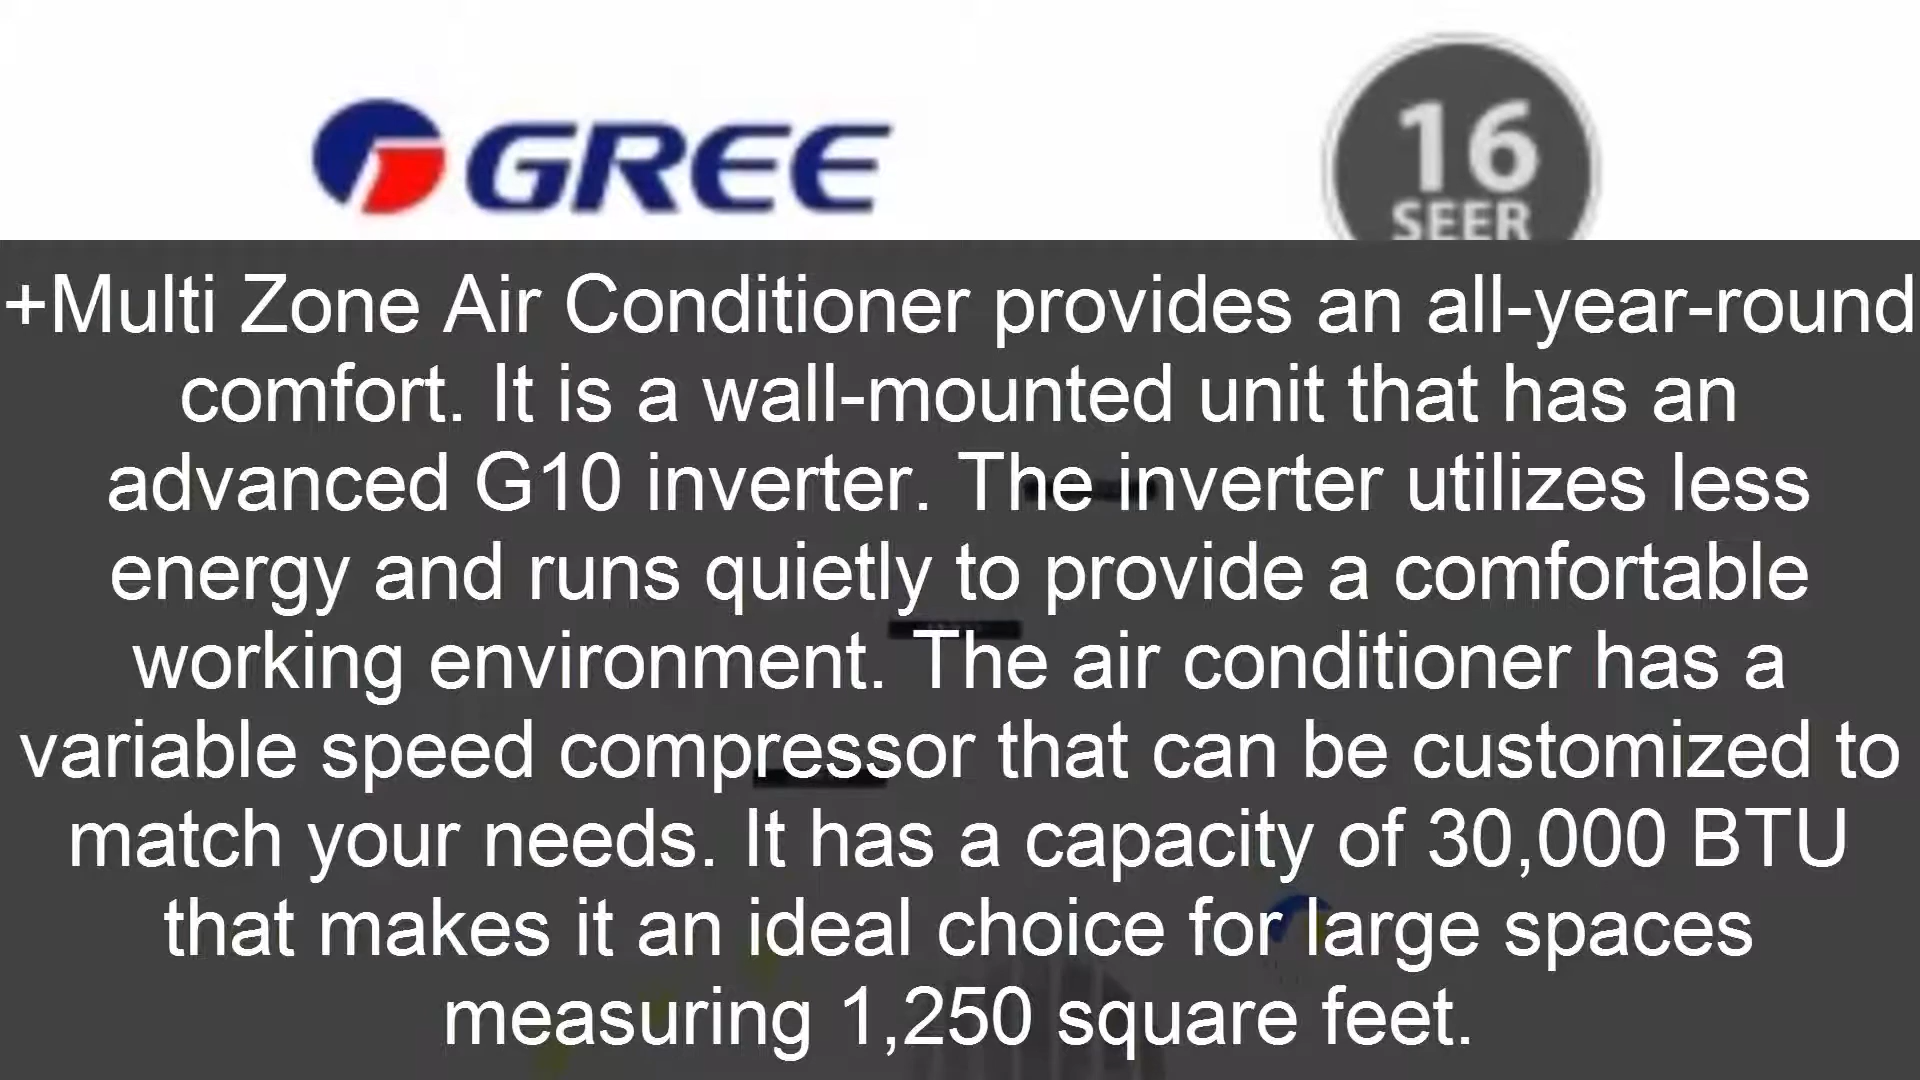 GREE
16
SEER
+Multi Zone Air Conditioner provides an all-year-round
comfort. It is a wall-mounted unit that has an
advanced G10 inverter. The inverter utilizes less
energy and runs quietly to provide a comfortable
working environment. The air conditioner has a
variable speed compressor that can be customized to
match your needs. It has a capacity of 30,000 BTU
that makes it an ideal choice for large spaces
measuring 1,250 square feet.